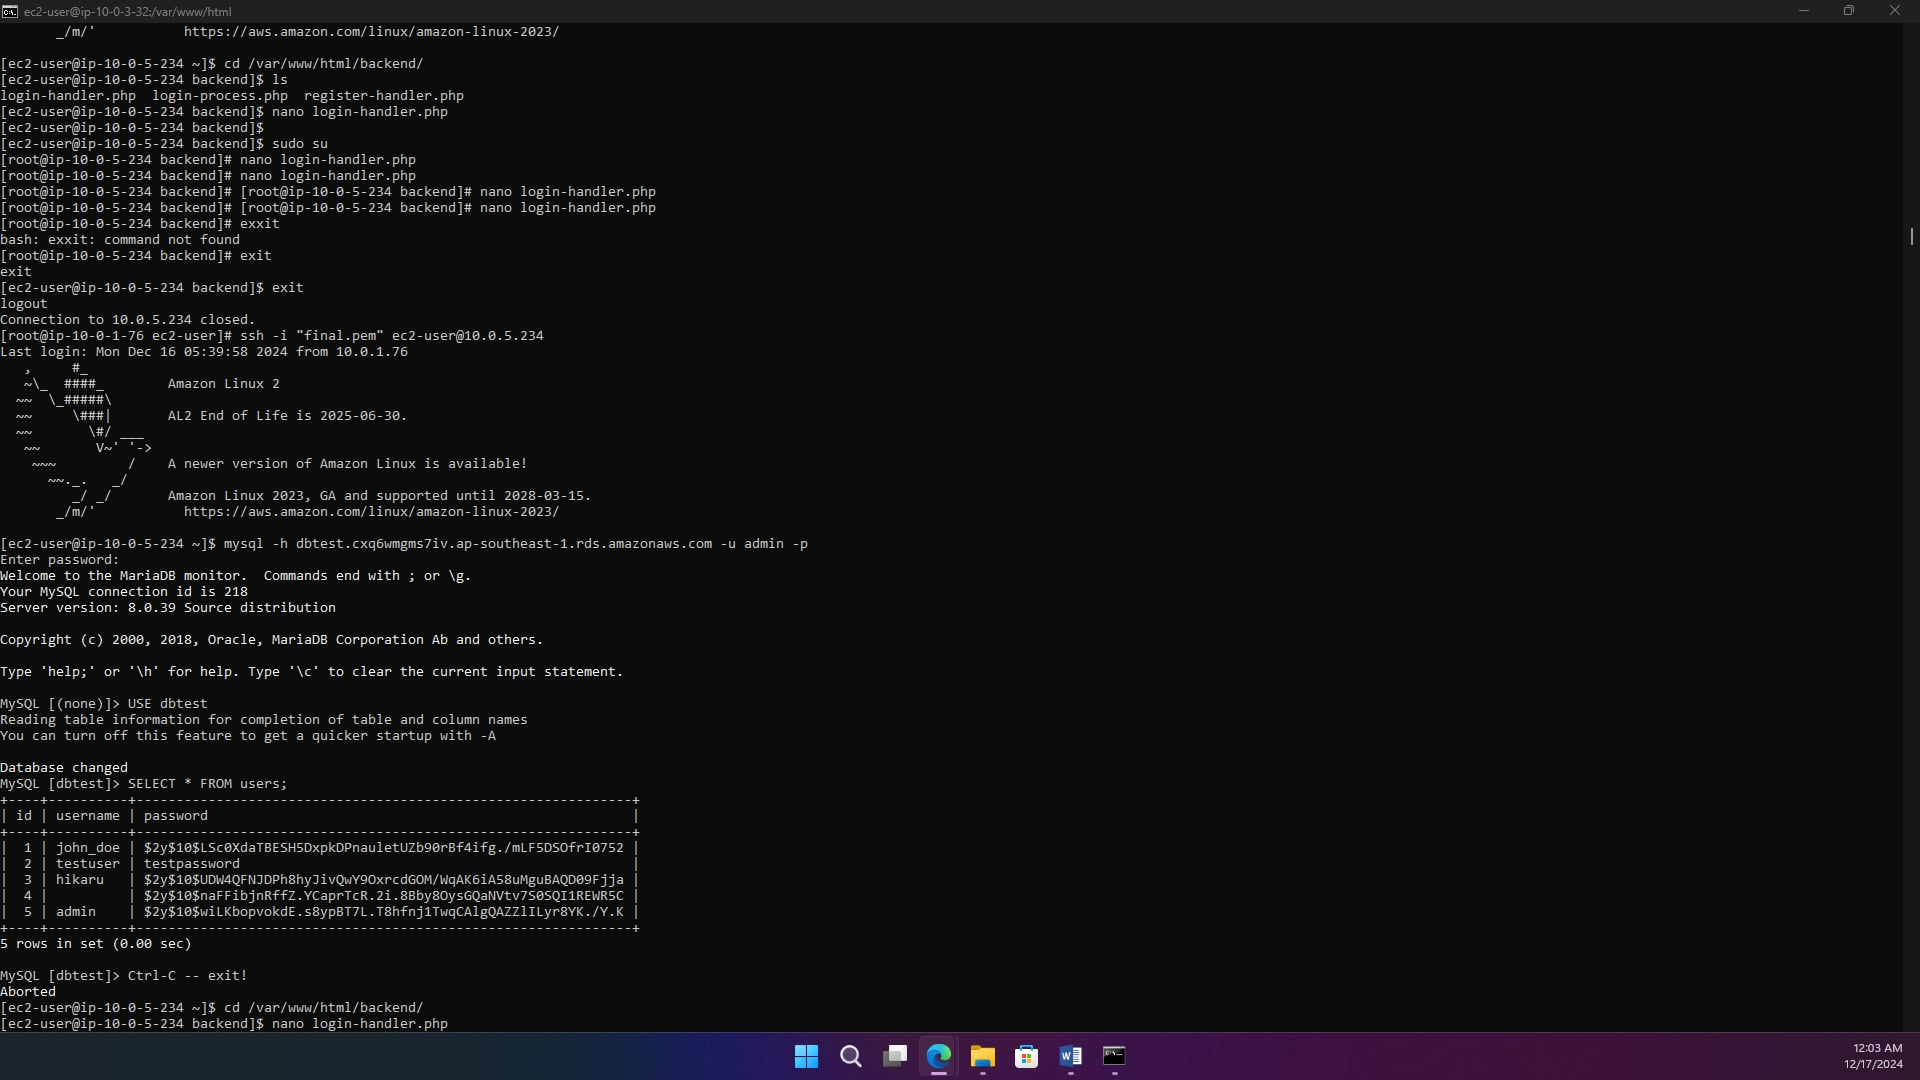 ec2-user@ip-10-0-3-32:/var/www/html
       _/m/'           https://aws.amazon.com/linux/amazon-linux-2023/
[ec2-user@ip-10-0-5-234 ~]$ cd /var/www/html/backend/
[ec2-user@ip-10-0-5-234 backend]$ ls
login-handler.php  login-process.php  register-handler.php
[ec2-user@ip-10-0-5-234 backend]$ nano login-handler.php
[ec2-user@ip-10-0-5-234 backend]$
[ec2-user@ip-10-0-5-234 backend]$ sudo su
[root@ip-10-0-5-234 backend]# nano login-handler.php
[root@ip-10-0-5-234 backend]# nano login-handler.php
[root@ip-10-0-5-234 backend]# [root@ip-10-0-5-234 backend]# nano login-handler.php
[root@ip-10-0-5-234 backend]# [root@ip-10-0-5-234 backend]# nano login-handler.php
[root@ip-10-0-5-234 backend]# exxit
bash: exxit: command not found
[root@ip-10-0-5-234 backend]# exit
exit
[ec2-user@ip-10-0-5-234 backend]$ exit
logout
Connection to 10.0.5.234 closed.
[root@ip-10-0-1-76 ec2-user]# ssh -i "final.pem" ec2-user@10.0.5.234
Last login: Mon Dec 16 05:39:58 2024 from 10.0.1.76
   ,     #_
   ~\_  ####_        Amazon Linux 2
  ~~  \_#####\
  ~~     \###|       AL2 End of Life is 2025-06-30.
  ~~       \#/ ___
   ~~       V~' '->
    ~~~         /    A newer version of Amazon Linux is available!
      ~~._.   _/
         _/ _/       Amazon Linux 2023, GA and supported until 2028-03-15.
       _/m/'           https://aws.amazon.com/linux/amazon-linux-2023/
[ec2-user@ip-10-0-5-234 ~]$ mysql -h dbtest.cxq6wmgms7iv.ap-southeast-1.rds.amazonaws.com -u admin -p
Enter password:
Welcome to the MariaDB monitor.  Commands end with ; or \g.
Your MySQL connection id is 218
Server version: 8.0.39 Source distribution
Copyright (c) 2000, 2018, Oracle, MariaDB Corporation Ab and others.
Type 'help;' or '\h' for help. Type '\c' to clear the current input statement.
MySQL [(none)]> USE dbtest
Reading table information for completion of table and column names
You can turn off this feature to get a quicker startup with -A
Database changed
MySQL [dbtest]> SELECT * FROM users;
+----+----------+--------------------------------------------------------------+
| id | username | password                                                     |
+----+----------+--------------------------------------------------------------+
|  1 | john_doe | $2y$10$LSc0XdaTBESH5DxpkDPnauletUZb90rBf4ifg./mLF5DSOfrI0752 |
|  2 | testuser | testpassword                                                 |
|  3 | hikaru   | $2y$10$UDW4QFNJDPh8hyJivQwY9OxrcdGOM/WqAK6iA58uMguBAQD09Fjja |
|  4 |          | $2y$10$naFFibjnRffZ.YCaprTcR.2i.8Bby8OysGQaNVtv7S0SQI1REWR5C |
|  5 | admin    | $2y$10$wiLKbopvokdE.s8ypBT7L.T8hfnj1TwqCAlgQAZZlILyr8YK./Y.K |
+----+----------+--------------------------------------------------------------+
5 rows in set (0.00 sec)
MySQL [dbtest]> Ctrl-C -- exit!
Aborted
[ec2-user@ip-10-0-5-234 ~]$ cd /var/www/html/backend/
[ec2-user@ip-10-0-5-234 backend]$ nano login-handler.php
12:03 AM
12/17/2024